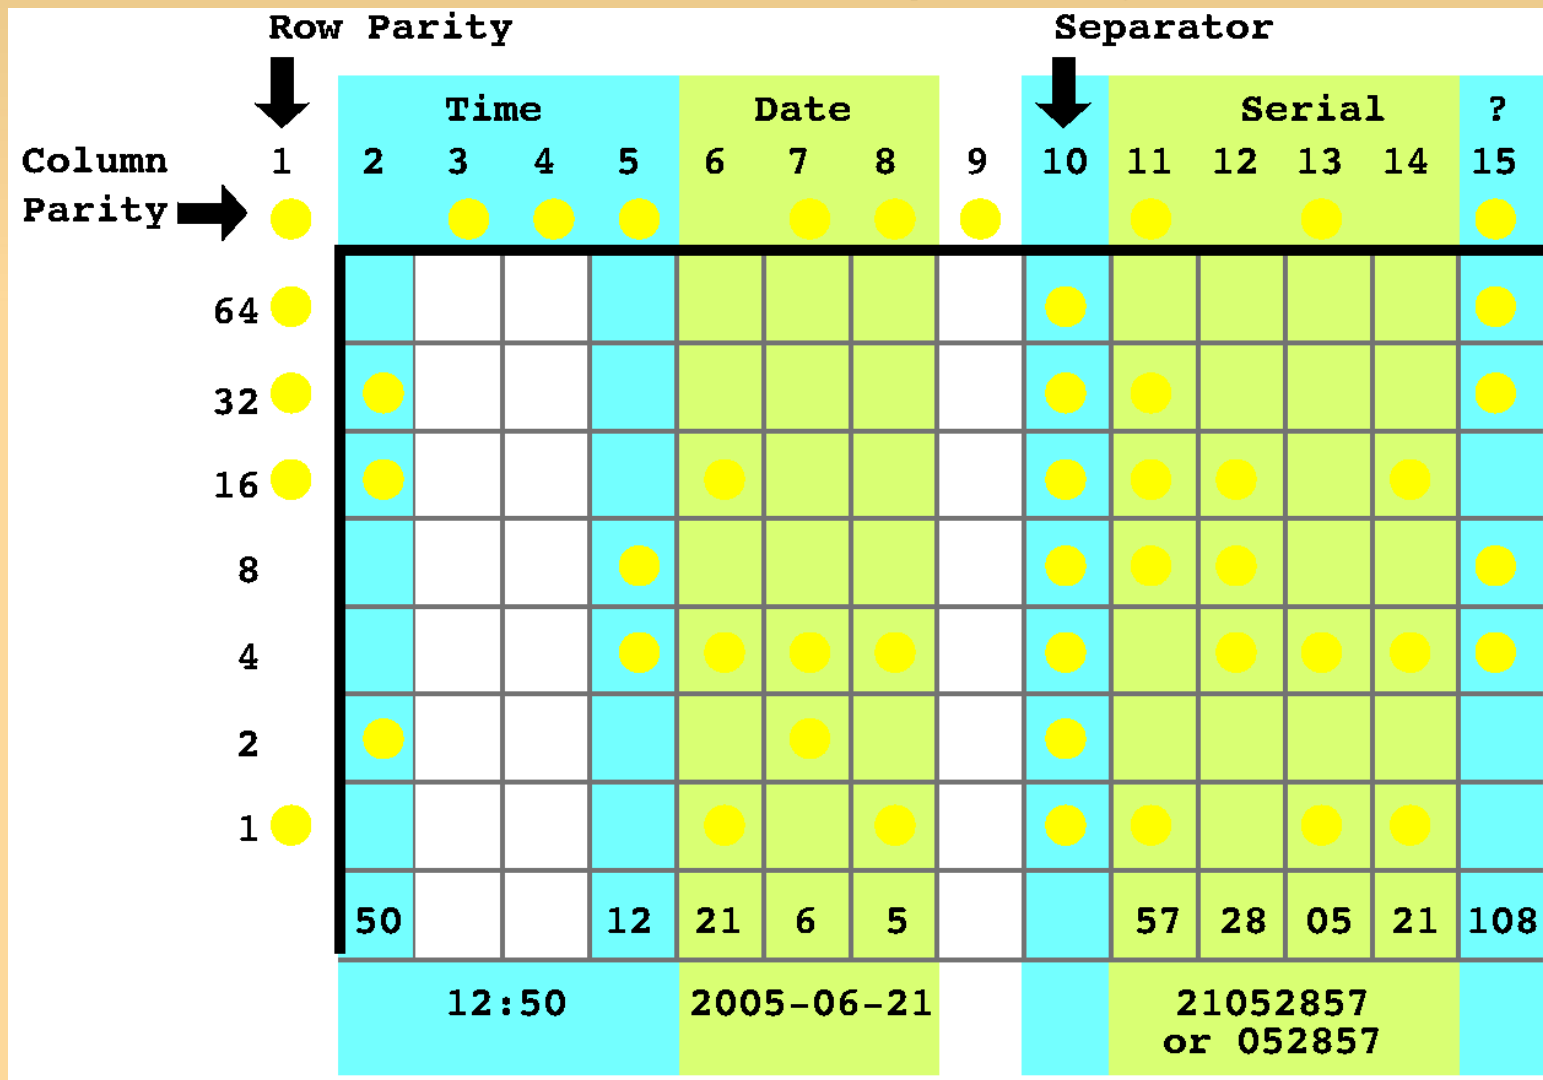 Row Parity Separator
Time Date Serial ?
Column 1 2 3 4 5 6 7 8 9 10 11 12 13 14 15
Parity
64
32
16
8
4
2
1
50 12 21 6 5 57 28 05 21 108
12:50 2005-06-21 21052857
or 052857